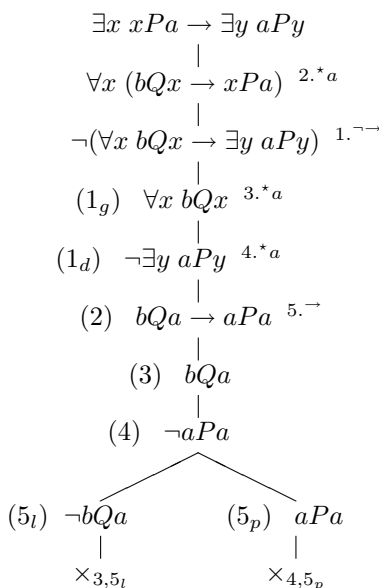 ∃x xPa → ∃y aPy
∀x (bQx → xPa) 2.⋆a
¬(∀x bQx → ∃y aPy) 1.¬→
(1g) ∀x bQx 3.⋆a
(1d) ¬∃y aPy 4.⋆a
(2) bQa → aPa 5.→
(3) bQa
(4) ¬aPa
(5l) ¬bQa (5p) aPa
×3,5l ×4,5p